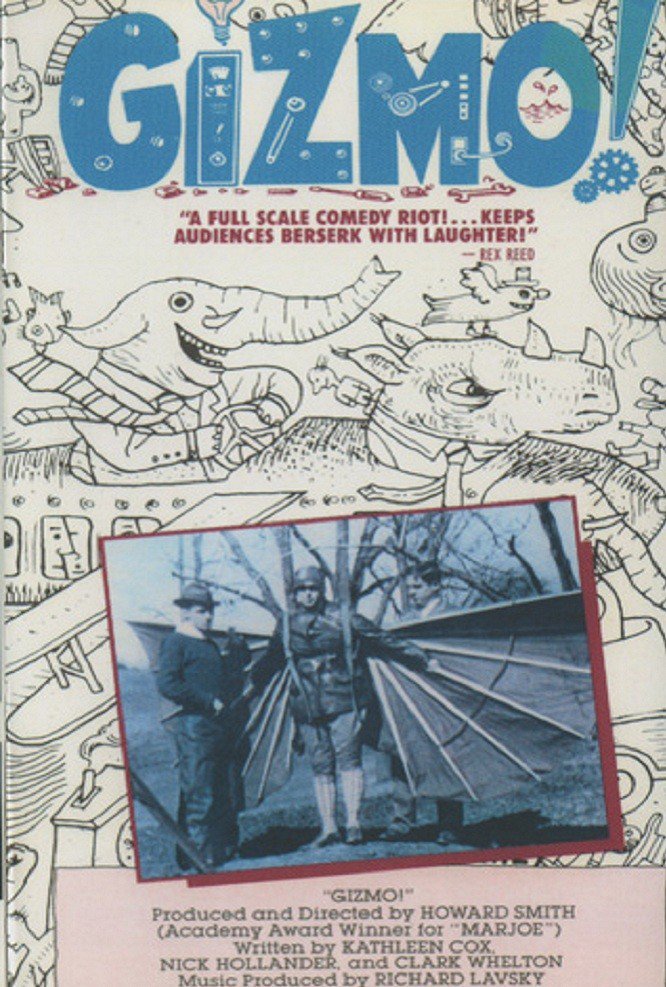 GIZMO!
"A FULL SCALE COMEDY RIOT!...KEEPS
AUDIENCES BERSERK WITH LAUGHTER!"
— REX REED
"GIZMO!"
Produced and Directed by HOWARD SMITH
(Academy Award Winner for "MARJOE")
Written by KATHLEEN COX,
NICK HOLLANDER, and CLARK WHELTON
Music Produced by RICHARD LAVSKY